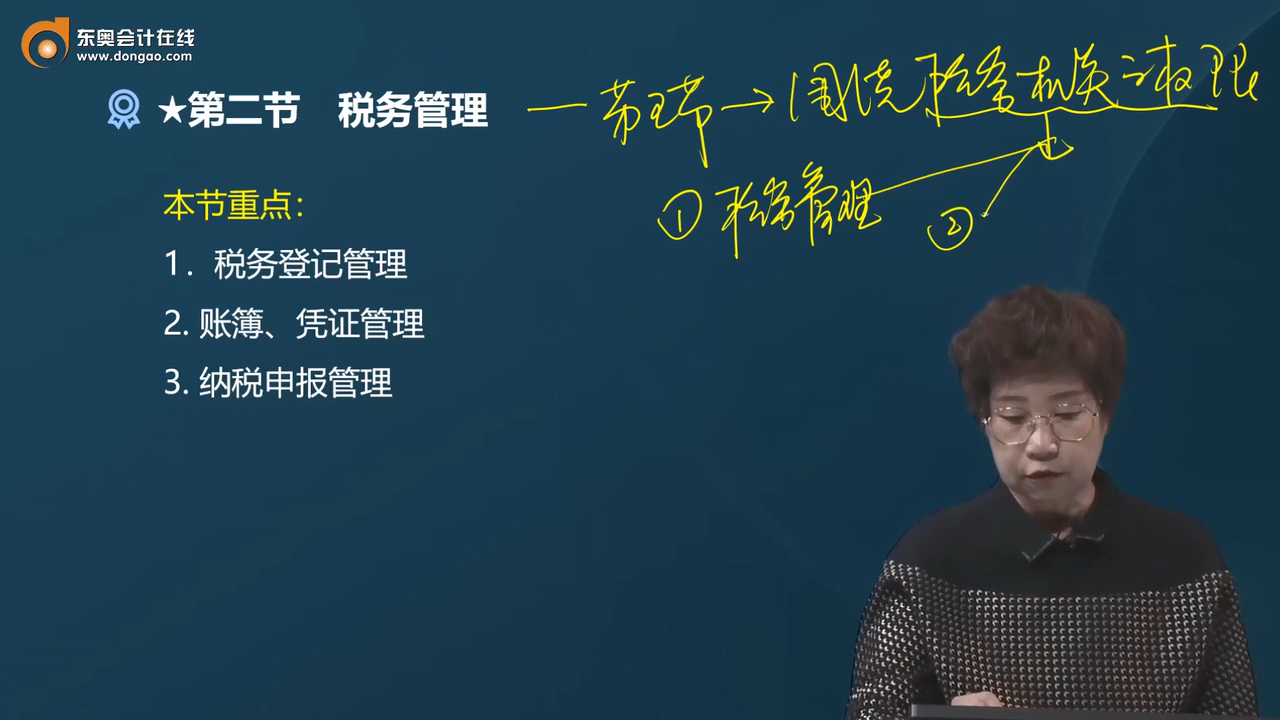 东奥会计在线
www.dongao.com
★第二节 税务管理
一 第三节 → 围绕税务机关之权限
① 税务管理 ②
本节重点：
1. 税务登记管理
2. 账簿、凭证管理
3. 纳税申报管理